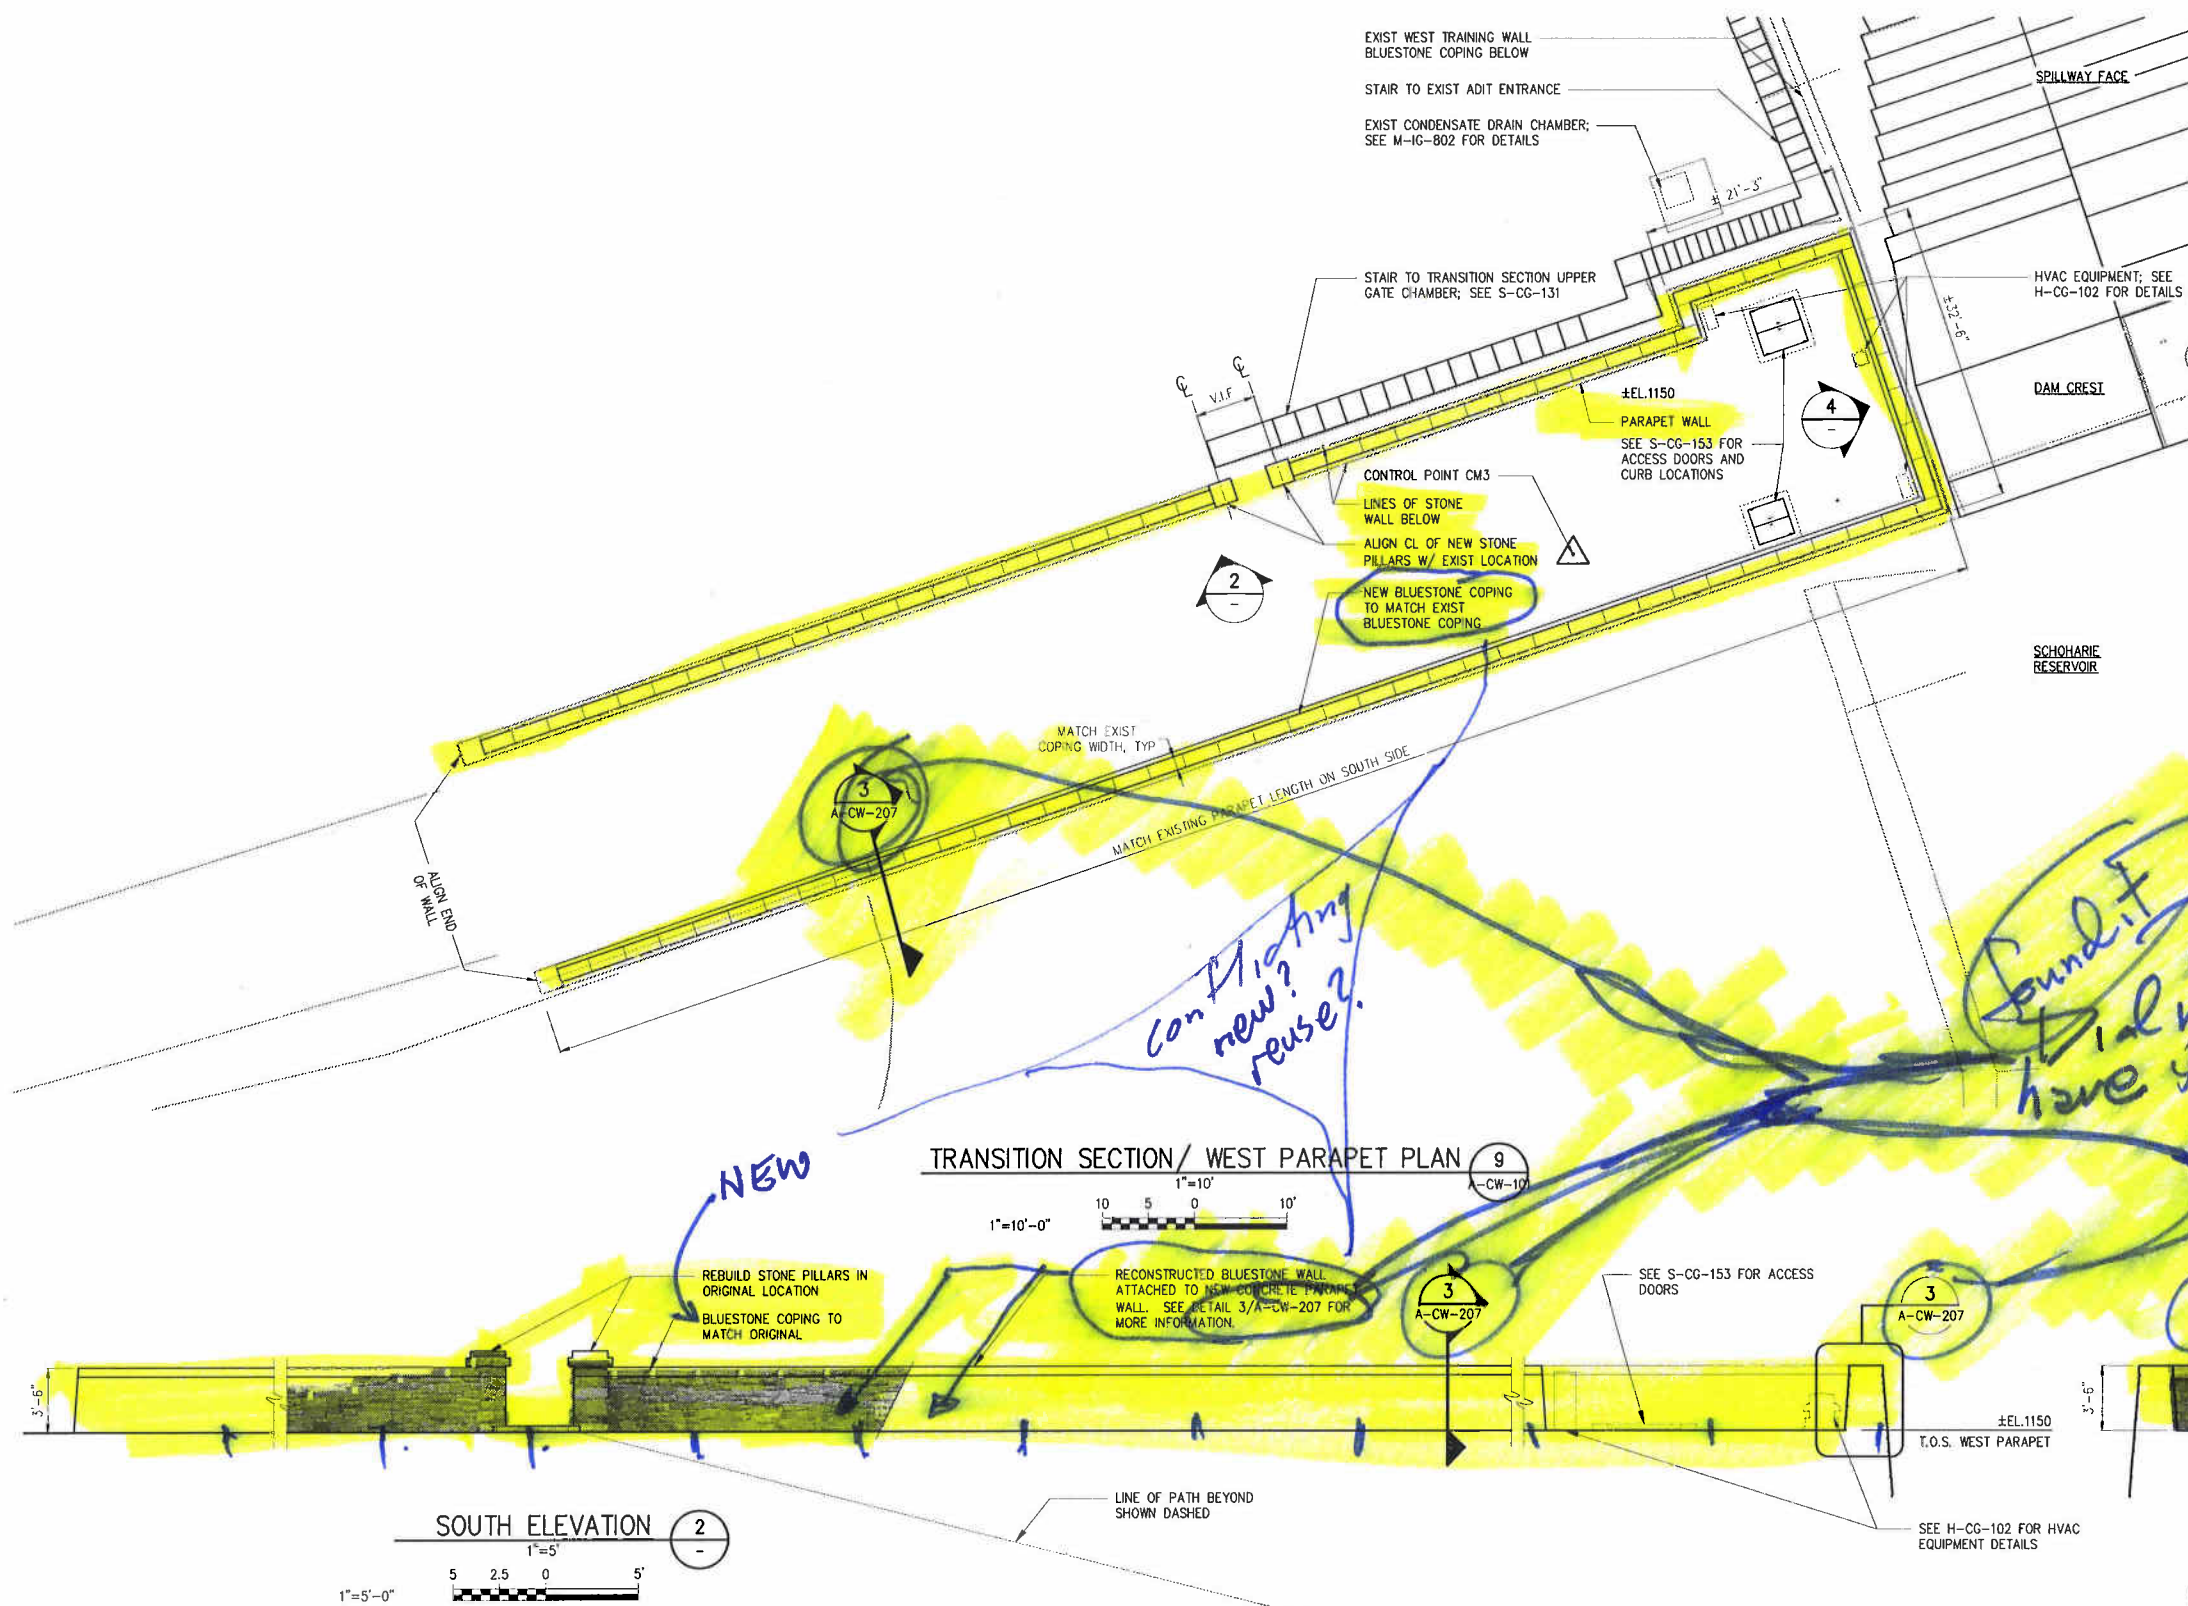 EXIST WEST TRAINING WALL
BLUESTONE COPING BELOW
STAIR TO EXIST ADIT ENTRANCE
EXIST CONDENSATE DRAIN CHAMBER;
SEE M-IG-802 FOR DETAILS
SPILLWAY FACE
± 21'-3"
STAIR TO TRANSITION SECTION UPPER
GATE CHAMBER; SEE S-CG-131
HVAC EQUIPMENT; SEE
H-CG-102 FOR DETAILS
±32'-6"
V.I.F
DAM CREST
±EL.1150
PARAPET WALL
SEE S-CG-153 FOR
ACCESS DOORS AND
CURB LOCATIONS
4
-
CONTROL POINT CM3
LINES OF STONE
WALL BELOW
ALIGN CL OF NEW STONE
PILLARS W/ EXIST LOCATION
2
-
NEW BLUESTONE COPING
TO MATCH EXIST
BLUESTONE COPING
SCHOHARIE
RESERVOIR
MATCH EXIST
COPING WIDTH, TYP
MATCH EXISTING PARAPET LENGTH ON SOUTH SIDE
3
A-CW-207
ALIGN END
OF WALL
conflicting
new?
reuse?
found it
have
NEW
TRANSITION SECTION/ WEST PARAPET PLAN
9
A-CW-101
1"=10'
10 5 0 10'
1"=10'-0"
REBUILD STONE PILLARS IN
ORIGINAL LOCATION
BLUESTONE COPING TO
MATCH ORIGINAL
RECONSTRUCTED BLUESTONE WALL
ATTACHED TO NEW CONCRETE PARAPET
WALL. SEE DETAIL 3/A-CW-207 FOR
MORE INFORMATION.
3
A-CW-207
SEE S-CG-153 FOR ACCESS
DOORS
3
A-CW-207
3'-6"
3'-6"
±EL.1150
T.O.S. WEST PARAPET
LINE OF PATH BEYOND
SHOWN DASHED
SEE H-CG-102 FOR HVAC
EQUIPMENT DETAILS
SOUTH ELEVATION
2
-
1"=5'
5 2.5 0 5'
1"=5'-0"